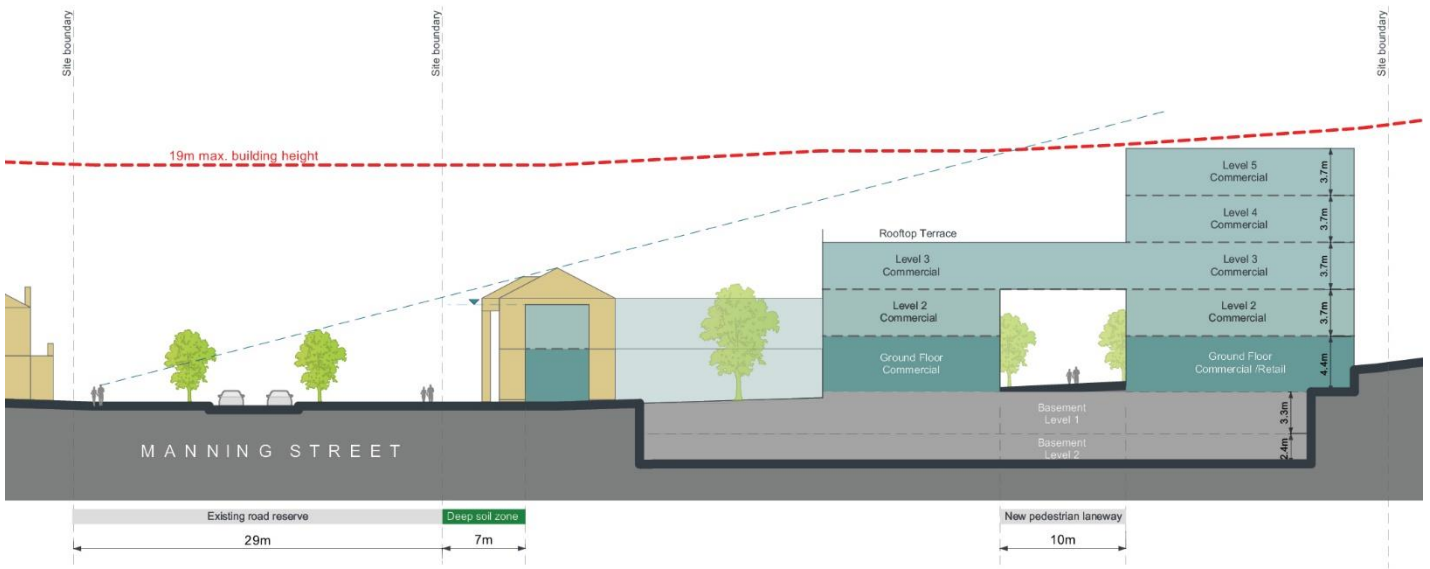 Site boundary
Site boundary
Site boundary
19m max. building height
Level 5
Commercial
3.7m
Level 4
Commercial
3.7m
Rooftop Terrace
Level 3
Commercial
Level 3
Commercial
3.7m
Level 2
Commercial
Level 2
Commercial
3.7m
Ground Floor
Commercial
Ground Floor
Commercial /Retail
4.4m
Basement
Level 1
3.3m
Basement
Level 2
2.4m
MANNING STREET
Existing road reserve
Deep soil zone
New pedestrian laneway
29m
7m
10m